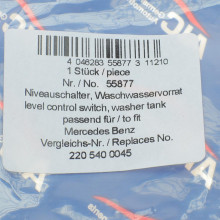 4 046283 55877 3 11210
1 Stück / piece
Nr. / No. 55877
Niveauschalter, Waschwasservorrat
level control switch, washer tank
passend für / to fit
Mercedes Benz
Vergleichs-Nr. / Replaces No.
220 540 0045